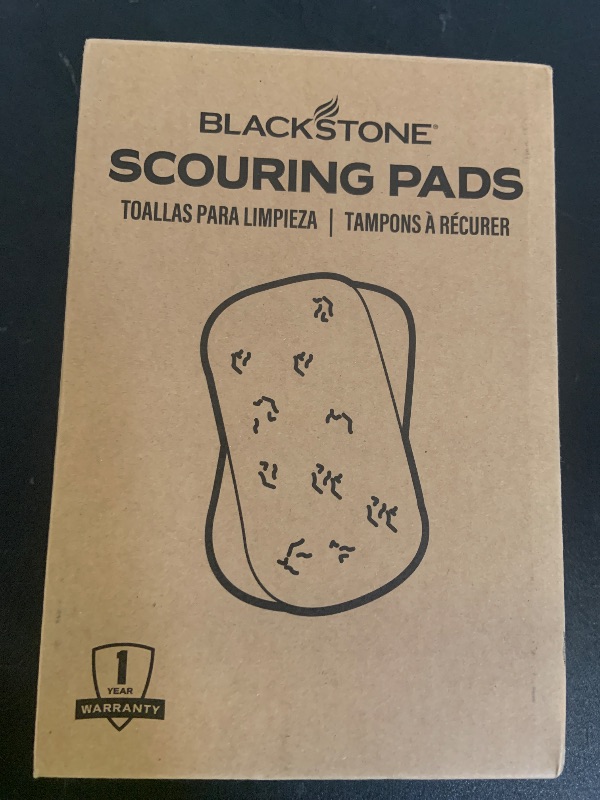 BLACKSTONE®
SCOURING PADS
TOALLAS PARA LIMPIEZA | TAMPONS À RÉCURER
1
YEAR
WARRANTY